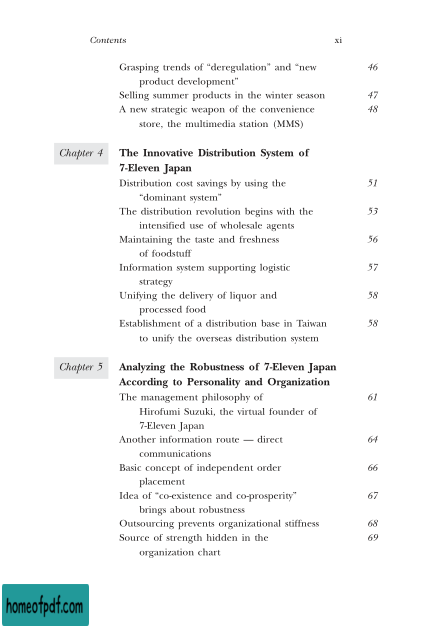 Contents xi
Grasping trends of “deregulation” and “new 46
product development”
Selling summer products in the winter season 47
A new strategic weapon of the convenience 48
store, the multimedia station (MMS)
Chapter 4 The Innovative Distribution System of
7-Eleven Japan
Distribution cost savings by using the 51
“dominant system”
The distribution revolution begins with the 53
intensified use of wholesale agents
Maintaining the taste and freshness 56
of foodstuff
Information system supporting logistic 57
strategy
Unifying the delivery of liquor and 58
processed food
Establishment of a distribution base in Taiwan 58
to unify the overseas distribution system
Chapter 5 Analyzing the Robustness of 7-Eleven Japan
According to Personality and Organization
The management philosophy of 61
Hirofumi Suzuki, the virtual founder of
7-Eleven Japan
Another information route — direct 64
communications
Basic concept of independent order 66
placement
Idea of “co-existence and co-prosperity” 67
brings about robustness
Outsourcing prevents organizational stiffness 68
Source of strength hidden in the 69
organization chart
homeofpdf.com